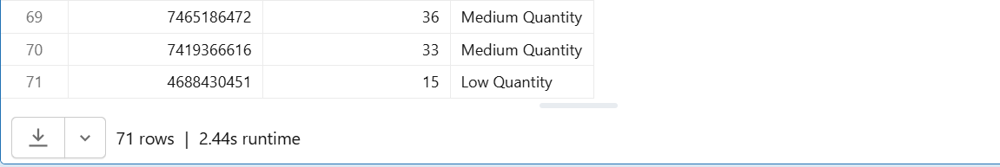 69 7465186472 36 Medium Quantity
70 7419366616 33 Medium Quantity
71 4688430451 15 Low Quantity
71 rows | 2.44s runtime